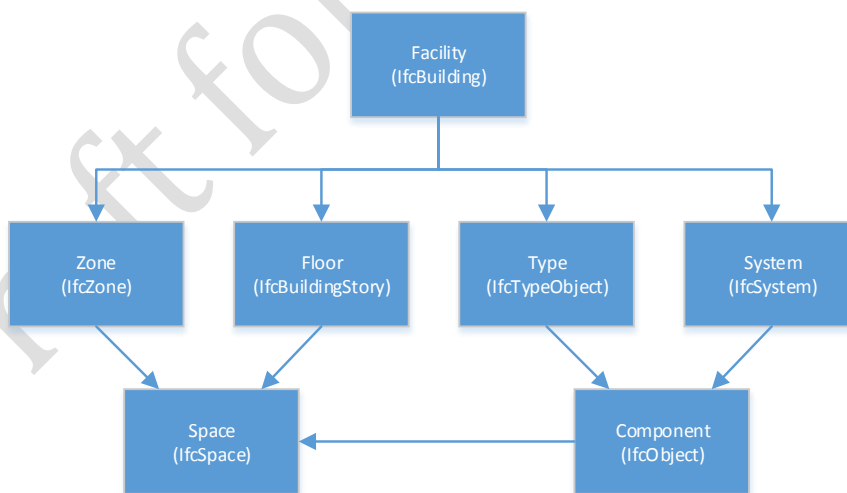 Facility
(IfcBuilding)
Zone
(IfcZone)
Floor
(IfcBuildingStory)
Type
(IfcTypeObject)
System
(IfcSystem)
Space
(IfcSpace)
Component
(IfcObject)